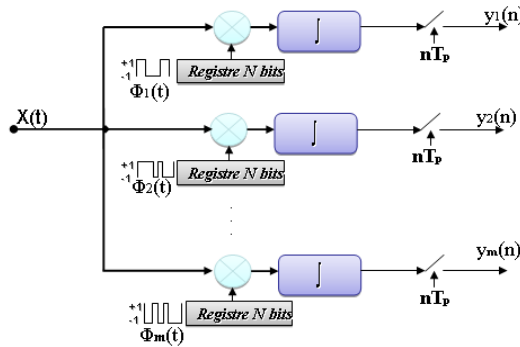 y₁(n)
∫
nTₚ
+1
-1
Registre N bits
Φ₁(t)
X(t)
y₂(n)
∫
nTₚ
+1
-1
Registre N bits
Φ₂(t)
yₘ(n)
∫
nTₚ
+1
-1
Registre N bits
Φₘ(t)